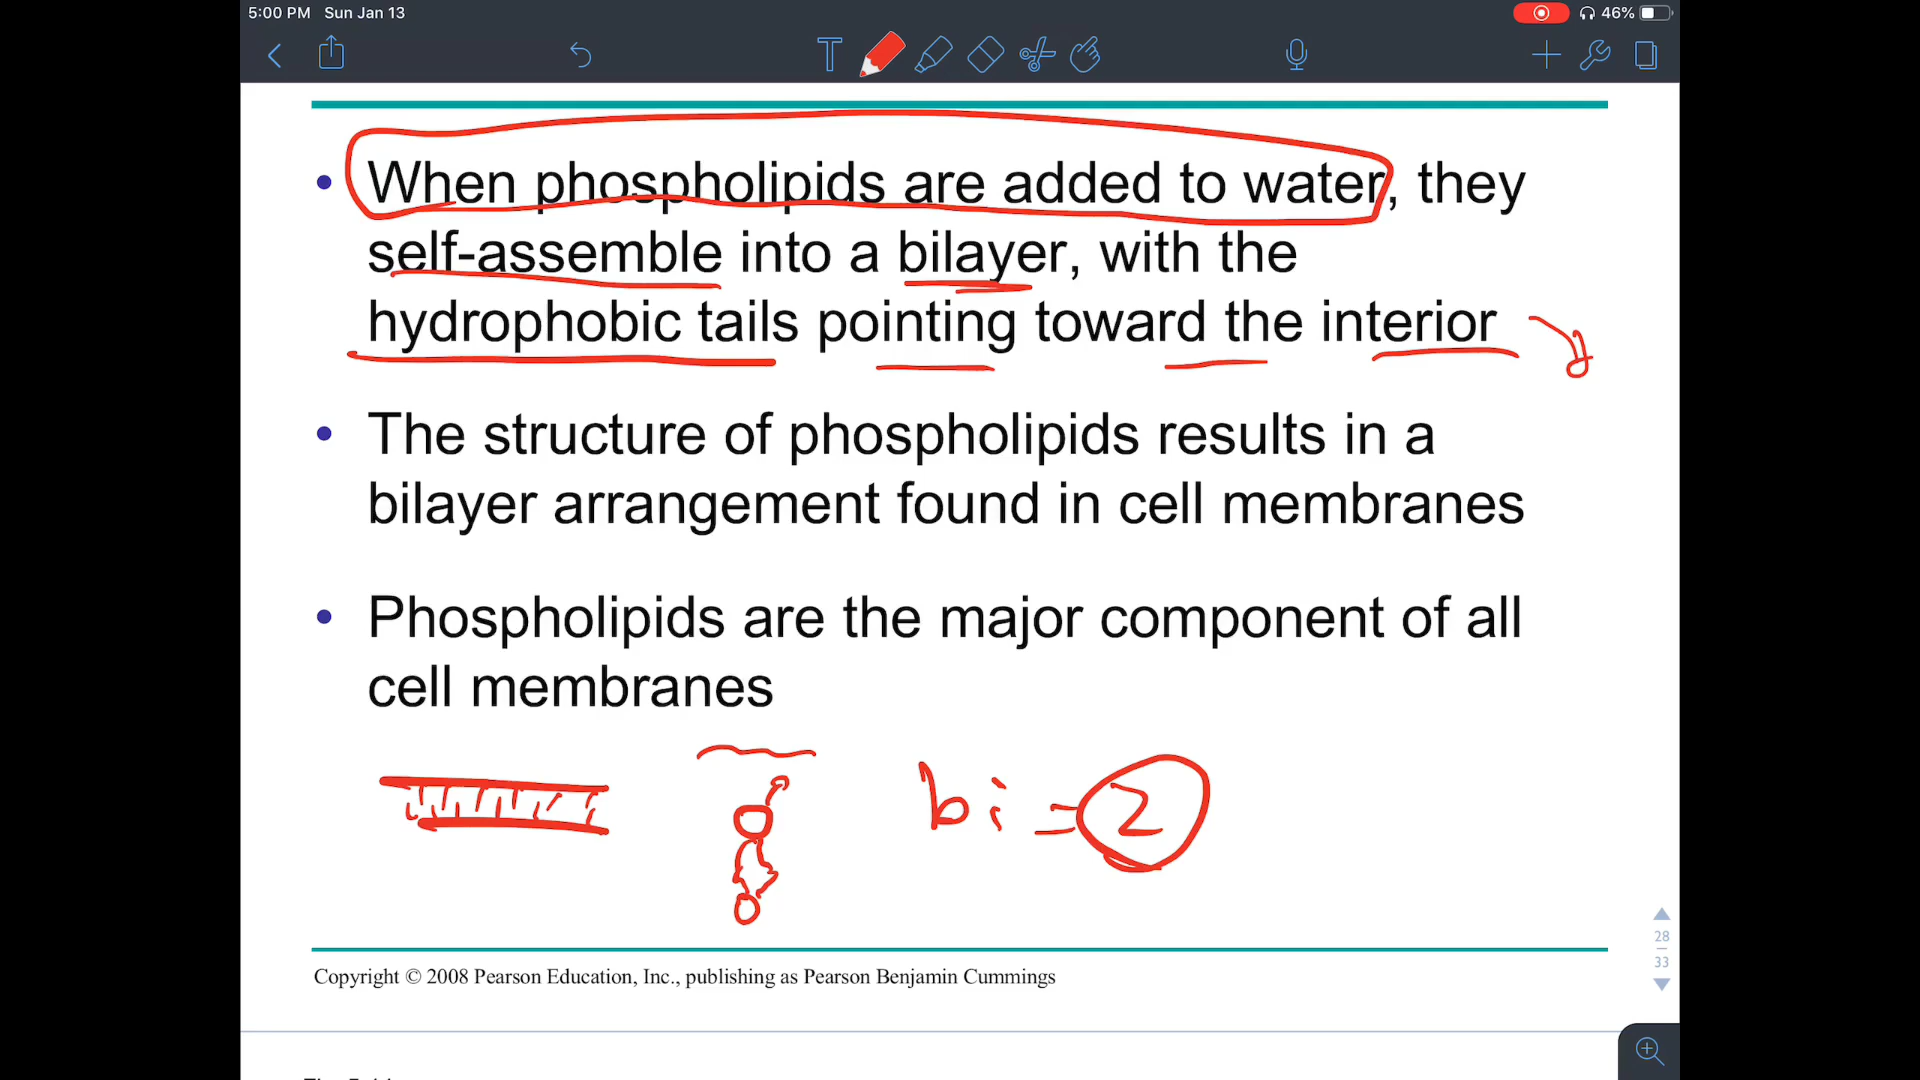 5:00 PM Sun Jan 13
46%
T
• When phospholipids are added to water, they
self-assemble into a bilayer, with the
hydrophobic tails pointing toward the interior
• The structure of phospholipids results in a
bilayer arrangement found in cell membranes
• Phospholipids are the major component of all
cell membranes
bi = 2
28
33
Copyright © 2008 Pearson Education, Inc., publishing as Pearson Benjamin Cummings